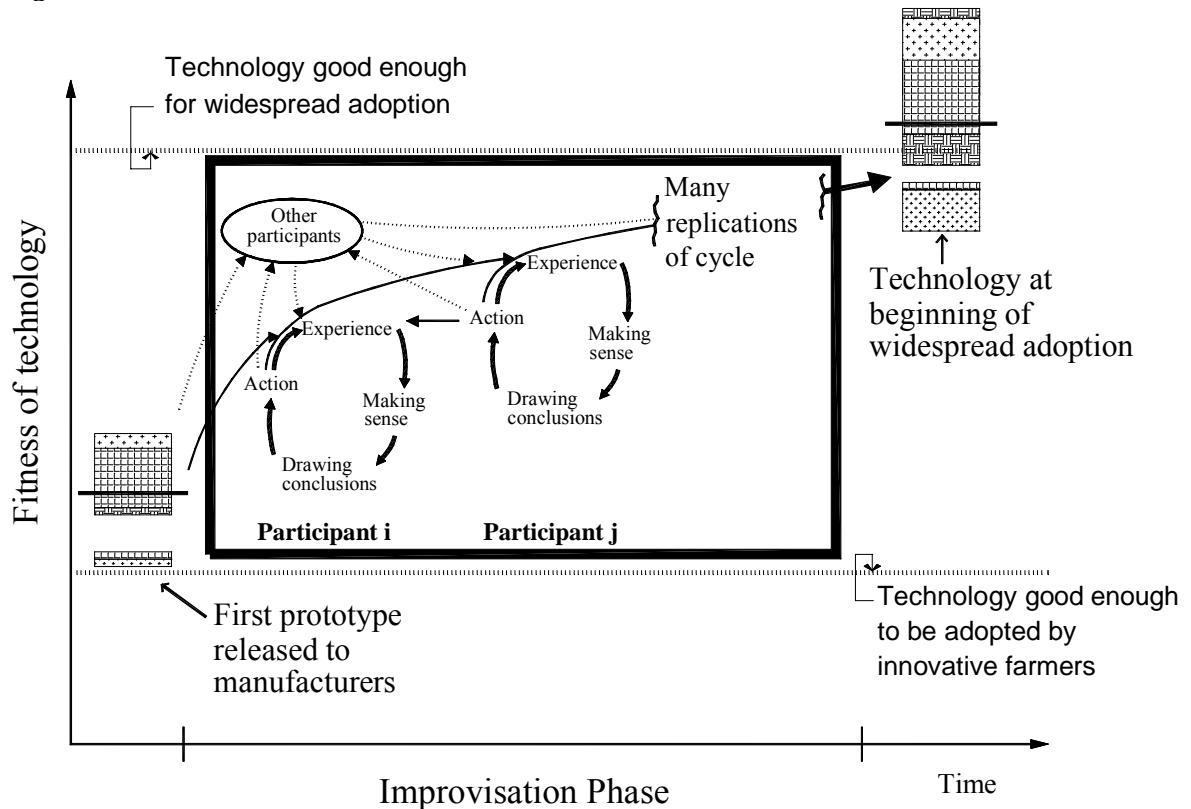 Technology good enough
for widespread adoption
Fitness of technology
Other
participants
Many
replications
of cycle
Experience
Action
Making
sense
Drawing
conclusions
Experience
Action
Making
sense
Drawing
conclusions
Participant i
Participant j
Technology at
beginning of
widespread adoption
First prototype
released to
manufacturers
Technology good enough
to be adopted by
innovative farmers
Improvisation Phase
Time